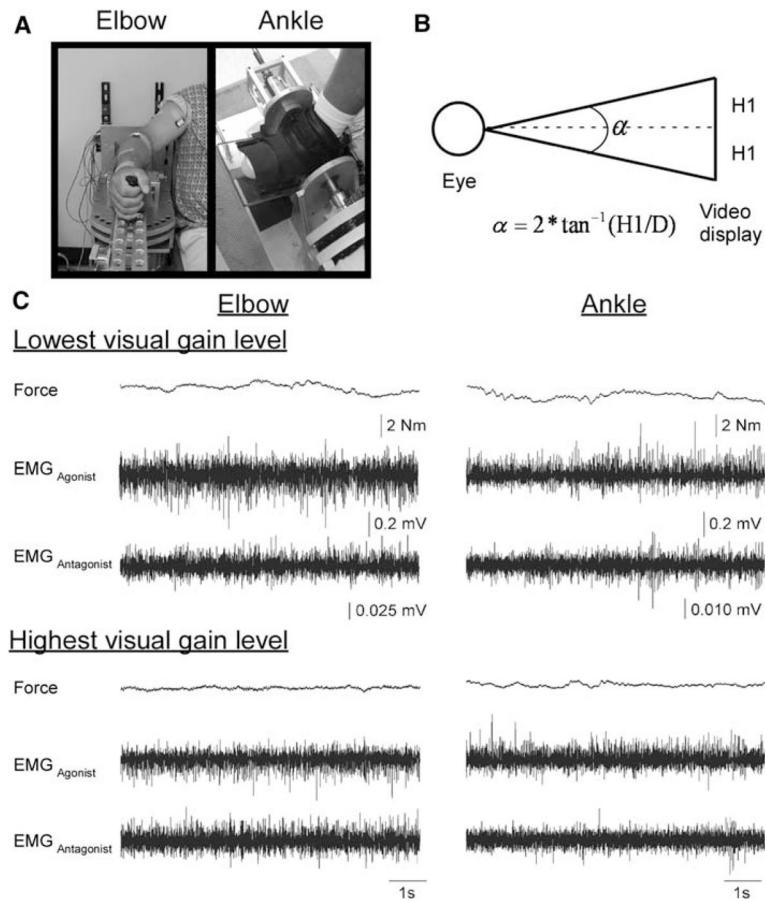 A
Elbow
Ankle
B
H1
α
H1
Eye
Video
display
α = 2* tan⁻¹(H1/D)
C
Elbow
Ankle
Lowest visual gain level
Force
2 Nm
2 Nm
EMG Agonist
0.2 mV
0.2 mV
EMG Antagonist
0.025 mV
0.010 mV
Highest visual gain level
Force
EMG Agonist
EMG Antagonist
1s
1s